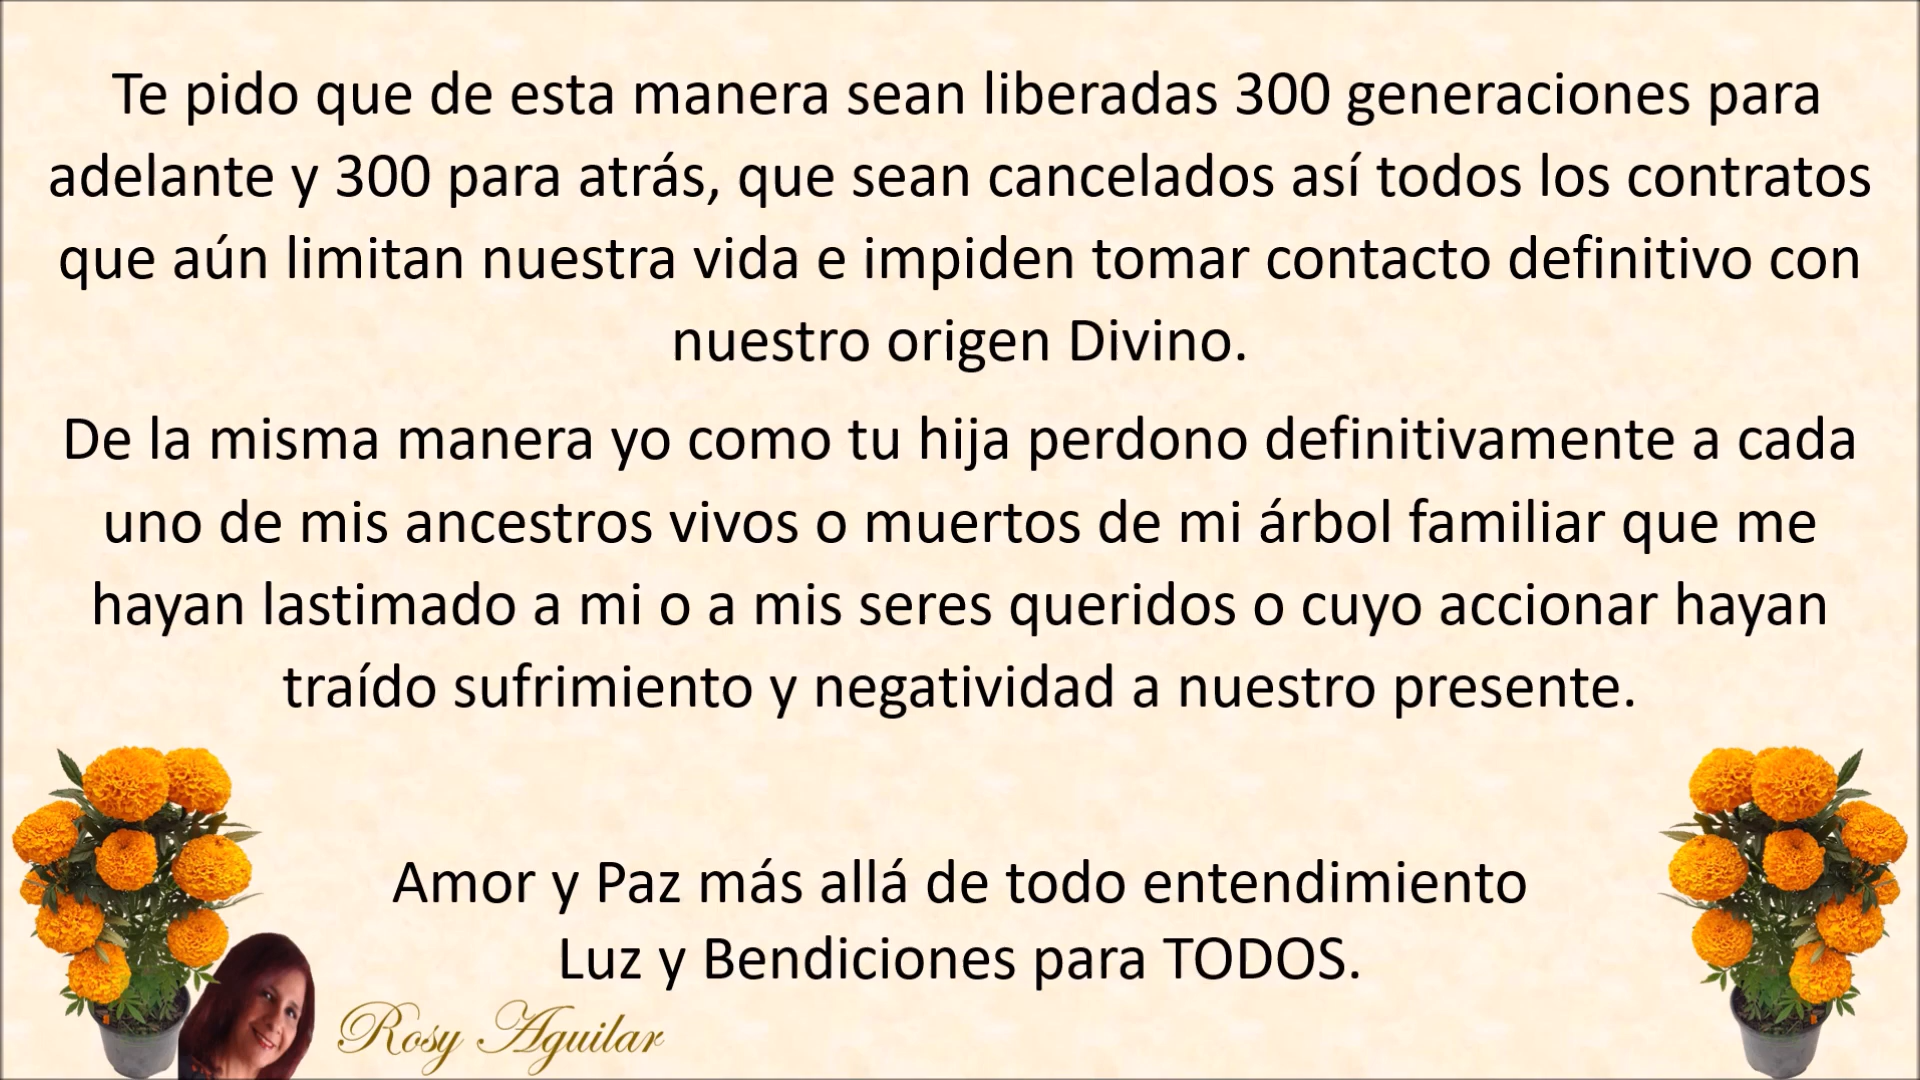 Te pido que de esta manera sean liberadas 300 generaciones para
adelante y 300 para atrás, que sean cancelados así todos los contratos
que aún limitan nuestra vida e impiden tomar contacto definitivo con
nuestro origen Divino.
De la misma manera yo como tu hija perdono definitivamente a cada
uno de mis ancestros vivos o muertos de mi árbol familiar que me
hayan lastimado a mi o a mis seres queridos o cuyo accionar hayan
traído sufrimiento y negatividad a nuestro presente.
Amor y Paz más allá de todo entendimiento
Luz y Bendiciones para TODOS.
Rosy Aguilar